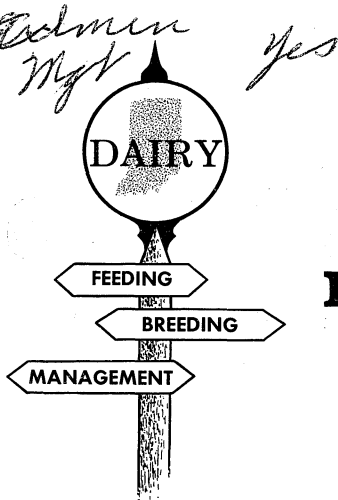 Admin Yes
Mgt
DAIRY
FEEDING
BREEDING
MANAGEMENT